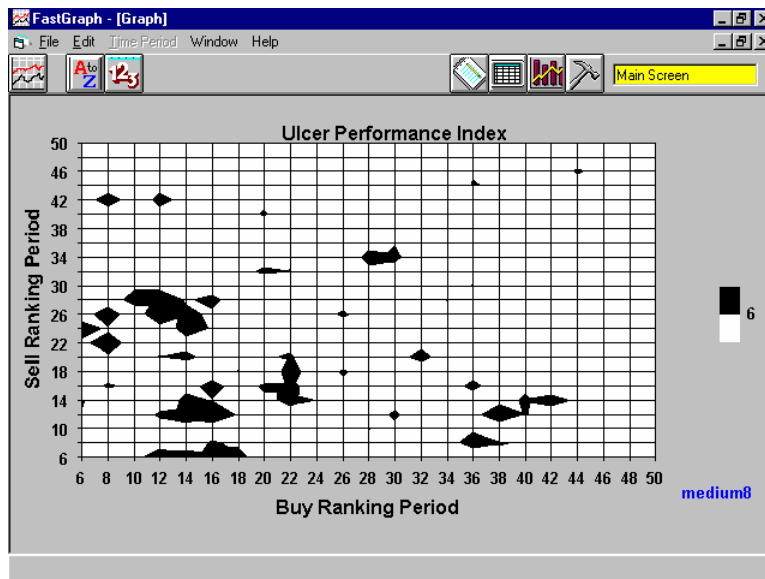 FastGraph - [Graph]
File Edit Time Period Window Help
A to Z 123
Main Screen
Ulcer Performance Index
50
46
42
38
34
30
26
22
18
14
10
6
Sell Ranking Period
6 8 10 12 14 16 18 20 22 24 26 28 30 32 34 36 38 40 42 44 46 48 50
Buy Ranking Period
6
medium8